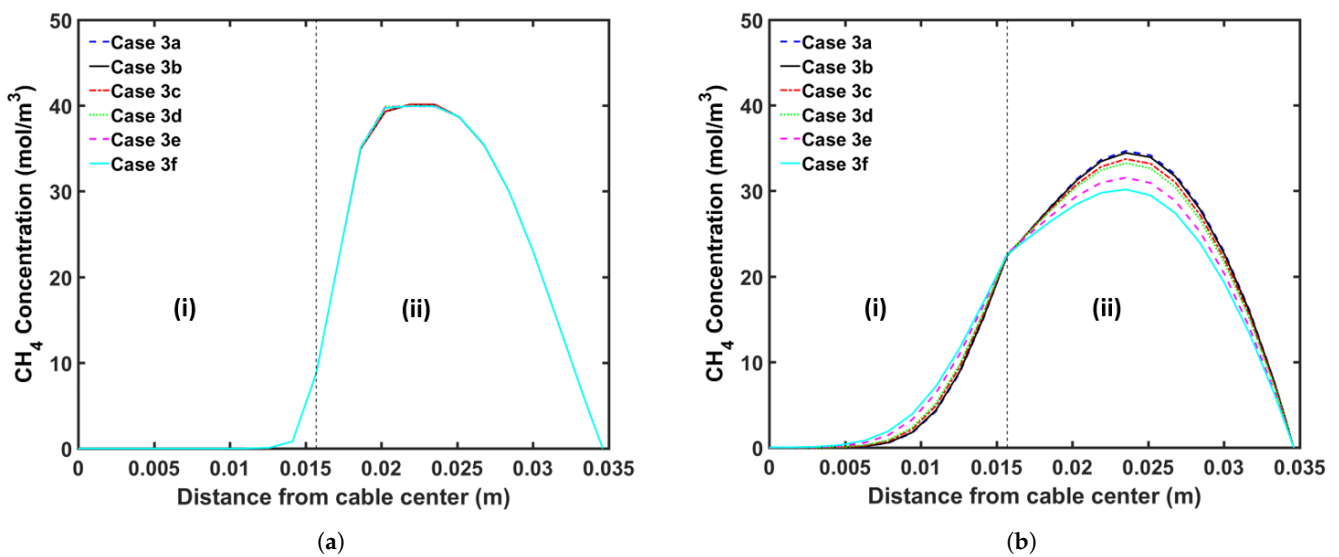 50
40
30
20
10
0
CH4 Concentration (mol/m3)
Case 3a
Case 3b
Case 3c
Case 3d
Case 3e
Case 3f
(i)
(ii)
0 0.005 0.01 0.015 0.02 0.025 0.03 0.035
Distance from cable center (m)
(a)
50
40
30
20
10
0
CH4 Concentration (mol/m3)
Case 3a
Case 3b
Case 3c
Case 3d
Case 3e
Case 3f
(i)
(ii)
0 0.005 0.01 0.015 0.02 0.025 0.03 0.035
Distance from cable center (m)
(b)